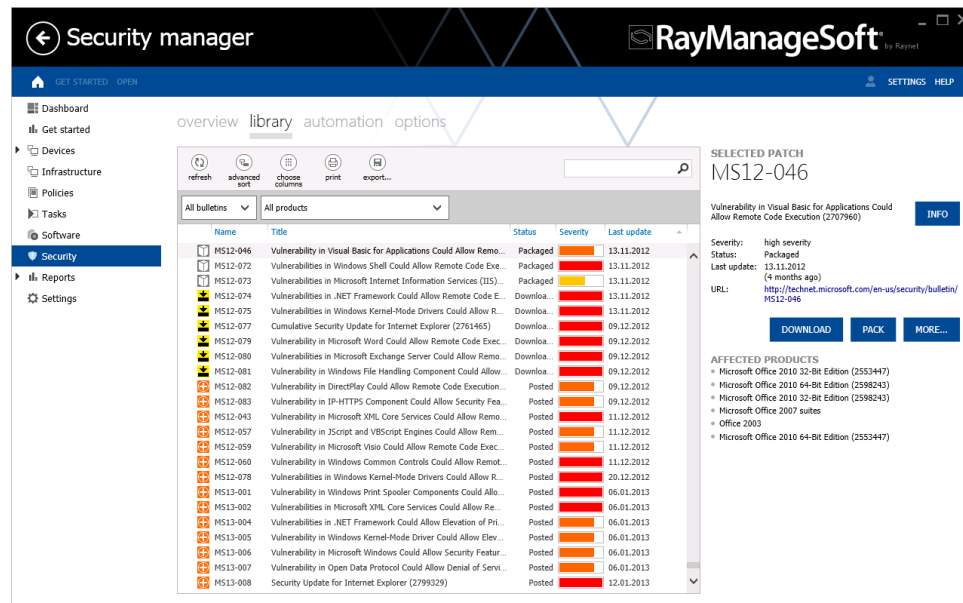 Security manager
RayManageSoft by Raynet
GET STARTED OPEN
SETTINGS HELP
Dashboard
Get started
Devices
Infrastructure
Policies
Tasks
Software
Security
Reports
Settings
overview library automation options
refresh
advanced sort
choose columns
print
export...
All bulletins
All products
Name Title Status Severity Last update
MS12-046 Vulnerability in Visual Basic for Applications Could Allow Remo... Packaged 13.11.2012
MS12-072 Vulnerabilities in Windows Shell Could Allow Remote Code Exe... Packaged 13.11.2012
MS12-073 Vulnerabilities in Microsoft Internet Information Services (IIS)... Packaged 13.11.2012
MS12-074 Vulnerabilities in .NET Framework Could Allow Remote Code E... Downloa... 13.11.2012
MS12-075 Vulnerabilities in Windows Kernel-Mode Drivers Could Allow R... Downloa... 13.11.2012
MS12-077 Cumulative Security Update for Internet Explorer (2761465) Downloa... 09.12.2012
MS12-079 Vulnerability in Microsoft Word Could Allow Remote Code Exec... Downloa... 09.12.2012
MS12-080 Vulnerabilities in Microsoft Exchange Server Could Allow Remo... Downloa... 09.12.2012
MS12-081 Vulnerability in Windows File Handling Component Could Allow... Downloa... 09.12.2012
MS12-082 Vulnerability in DirectPlay Could Allow Remote Code Execution... Posted 09.12.2012
MS12-083 Vulnerability in IP-HTTPS Component Could Allow Security Fea... Posted 09.12.2012
MS12-043 Vulnerability in Microsoft XML Core Services Could Allow Remo... Posted 11.12.2012
MS12-057 Vulnerability in JScript and VBScript Engines Could Allow Rem... Posted 11.12.2012
MS12-059 Vulnerability in Microsoft Visio Could Allow Remote Code Exec... Posted 11.12.2012
MS12-060 Vulnerability in Windows Common Controls Could Allow Remot... Posted 11.12.2012
MS12-078 Vulnerabilities in Windows Kernel-Mode Drivers Could Allow R... Posted 20.12.2012
MS13-001 Vulnerability in Windows Print Spooler Components Could Allo... Posted 06.01.2013
MS13-002 Vulnerabilities in Microsoft XML Core Services Could Allow Re... Posted 06.01.2013
MS13-004 Vulnerabilities in .NET Framework Could Allow Elevation of Pri... Posted 06.01.2013
MS13-005 Vulnerability in Windows Kernel-Mode Driver Could Allow Elev... Posted 06.01.2013
MS13-006 Vulnerability in Microsoft Windows Could Allow Security Featur... Posted 06.01.2013
MS13-007 Vulnerability in Open Data Protocol Could Allow Denial of Servi... Posted 06.01.2013
MS13-008 Security Update for Internet Explorer (2799329) Posted 12.01.2013
SELECTED PATCH
MS12-046
Vulnerability in Visual Basic for Applications Could
Allow Remote Code Execution (2707960)
INFO
Severity: high severity
Status: Packaged
Last update: 13.11.2012
(4 months ago)
URL: http://technet.microsoft.com/en-us/security/bulletin/
MS12-046
DOWNLOAD PACK MORE...
AFFECTED PRODUCTS
Microsoft Office 2010 32-Bit Edition (2553447)
Microsoft Office 2010 64-Bit Edition (2598243)
Microsoft Office 2010 32-Bit Edition (2598243)
Microsoft Office 2007 suites
Office 2003
Microsoft Office 2010 64-Bit Edition (2553447)